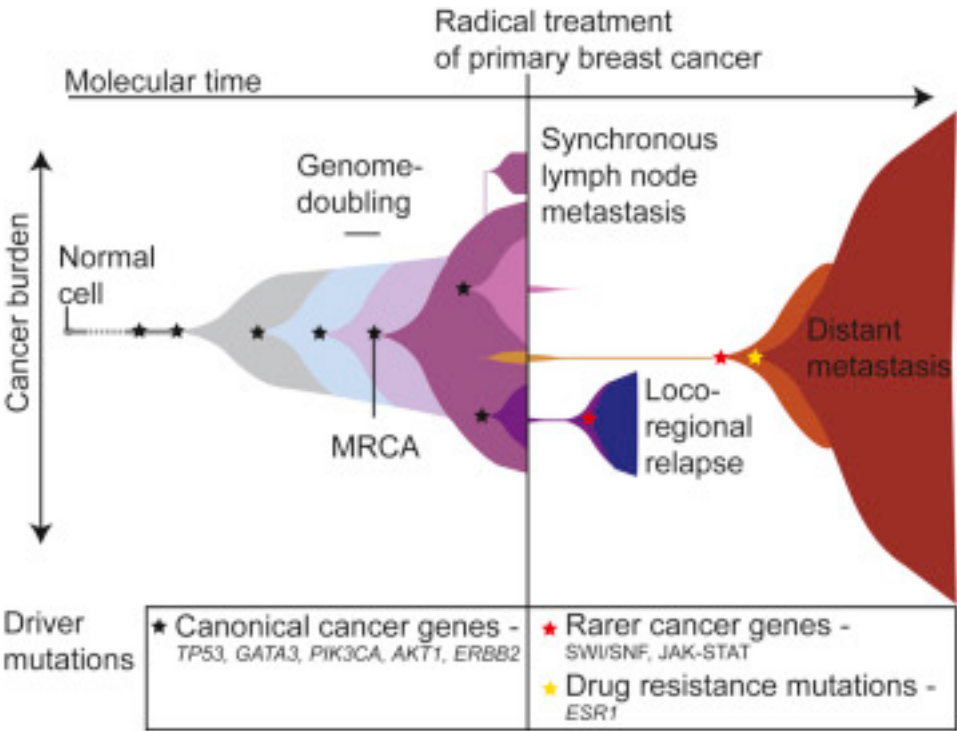 Radical treatment
of primary breast cancer
Molecular time
Synchronous
lymph node
metastasis
Genome-
doubling
Normal
cell
Cancer burden
Distant
metastasis
Loco-
regional
relapse
MRCA
Driver
mutations
Canonical cancer genes -
TP53, GATA3, PIK3CA, AKT1, ERBB2
Rarer cancer genes -
SWI/SNF, JAK-STAT
Drug resistance mutations -
ESR1